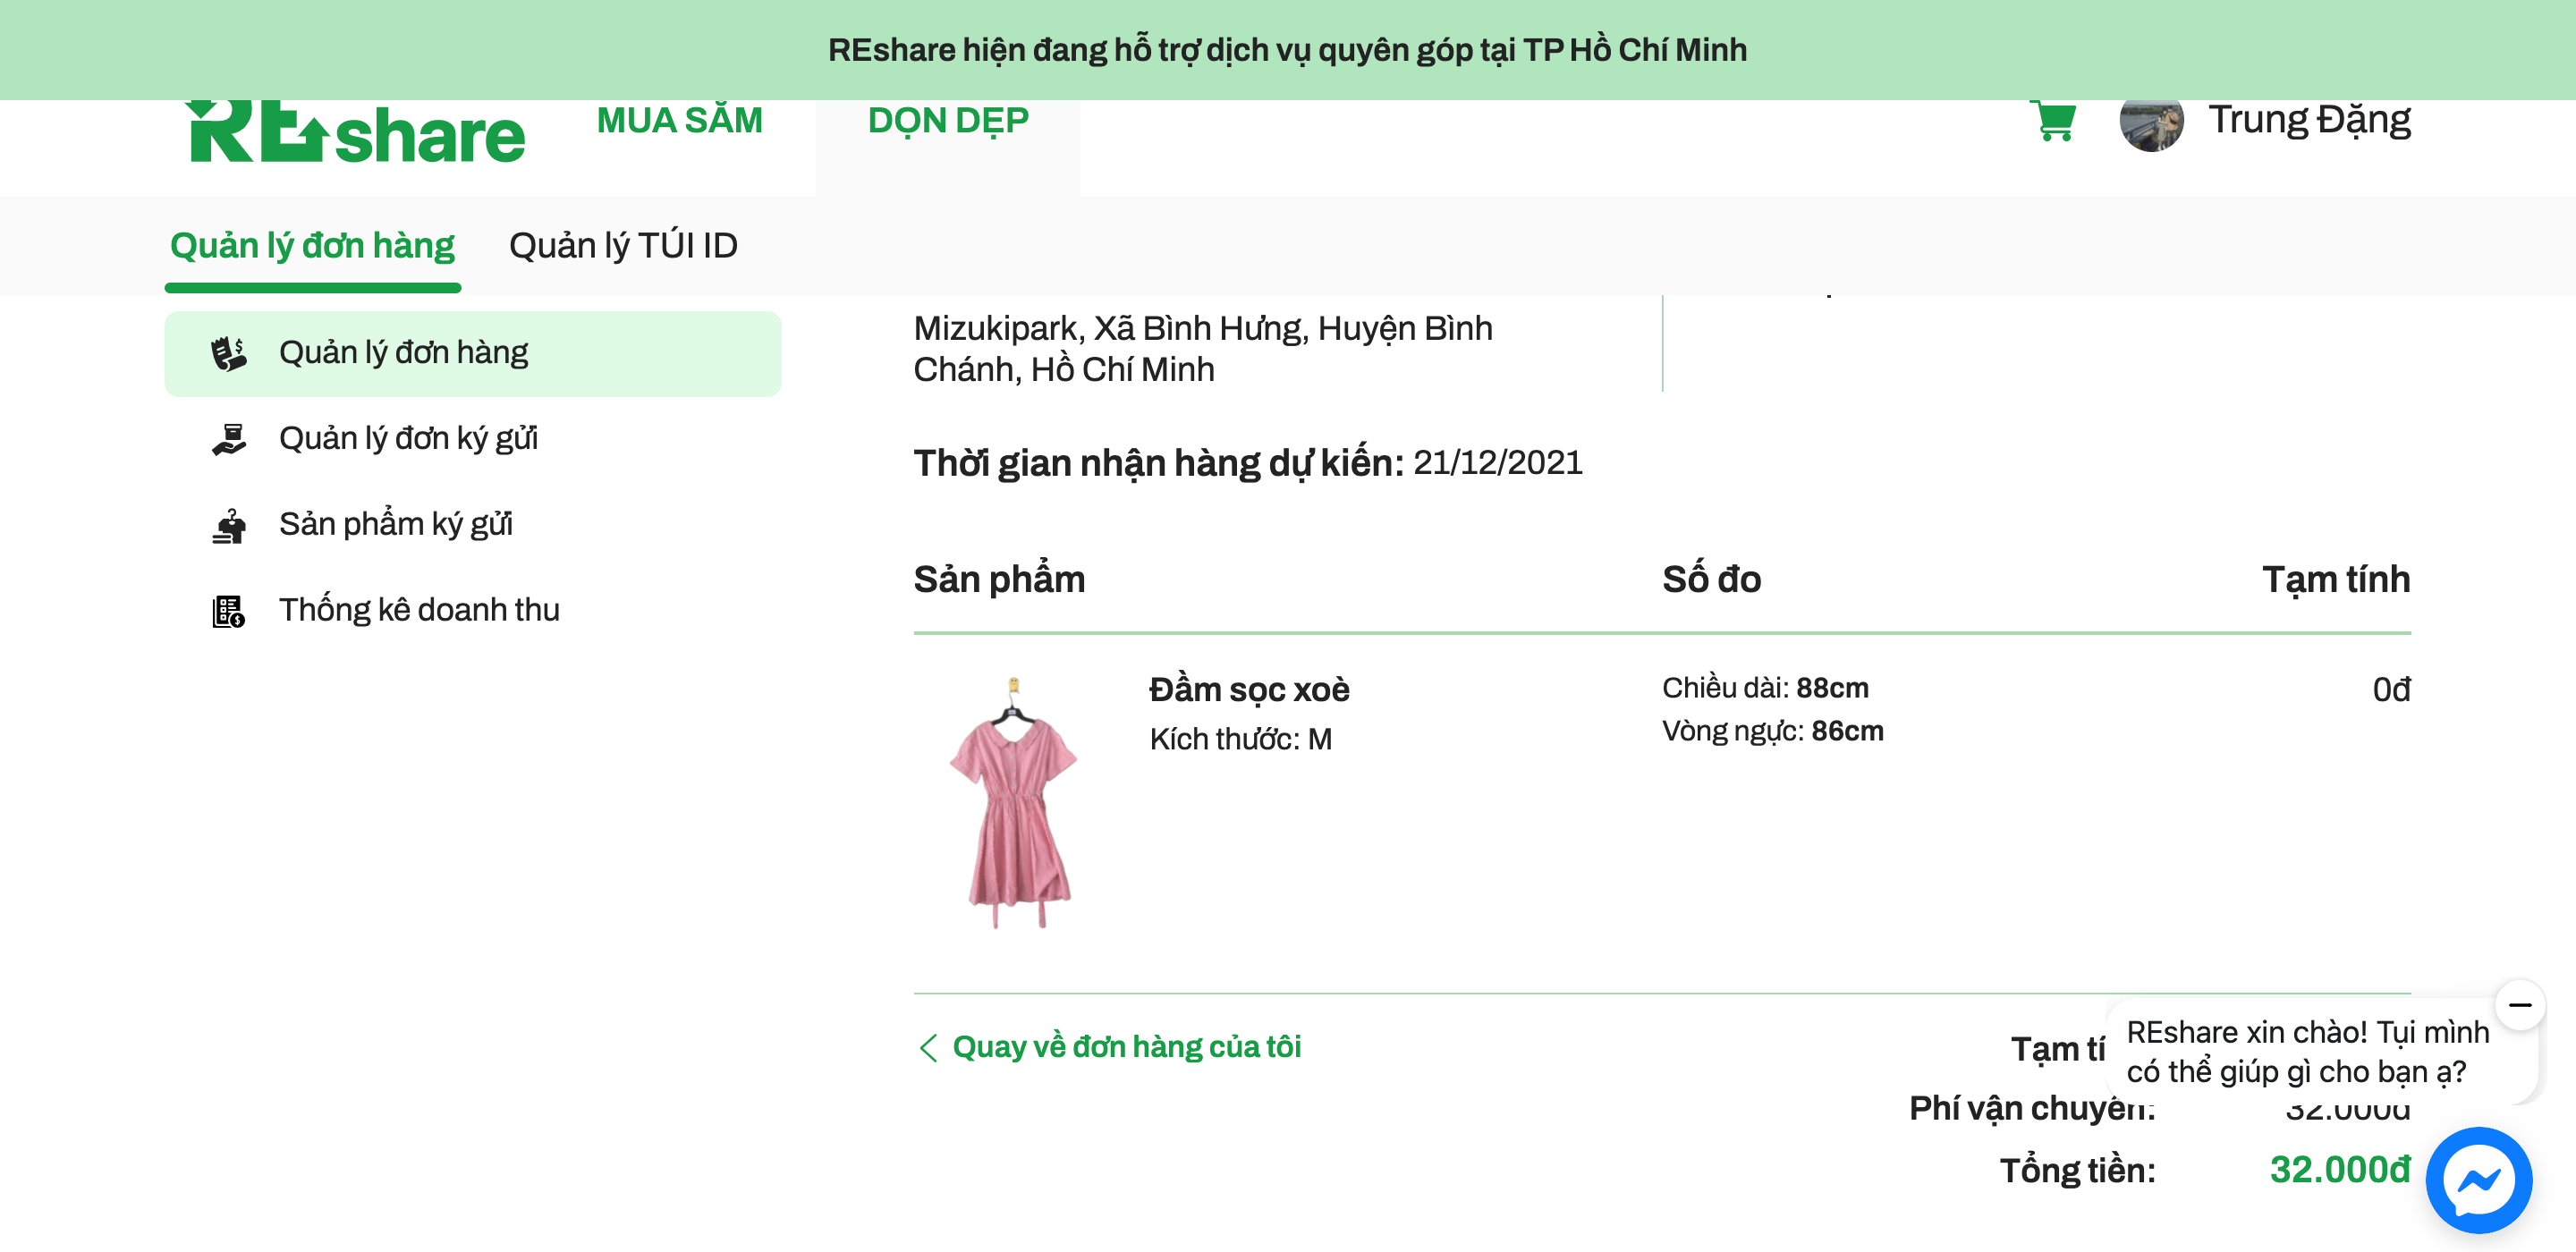 REshare hiện đang hỗ trợ dịch vụ quyên góp tại TP Hồ Chí Minh
REshare
MUA SẮM
DỌN DẸP
Trung Đặng
Quản lý đơn hàng
Quản lý TÚI ID
Quản lý đơn hàng
Quản lý đơn ký gửi
Sản phẩm ký gửi
Thống kê doanh thu
Mizukipark, Xã Bình Hưng, Huyện Bình
Chánh, Hồ Chí Minh
Thời gian nhận hàng dự kiến: 21/12/2021
Sản phẩm
Số đo
Tạm tính
Đầm sọc xoè
Kích thước: M
Chiều dài: 88cm
Vòng ngực: 86cm
0đ
Quay về đơn hàng của tôi
Tạm tí
REshare xin chào! Tụi mình
có thể giúp gì cho bạn ạ?
Phí vận chuyển: 32.000đ
Tổng tiền: 32.000đ